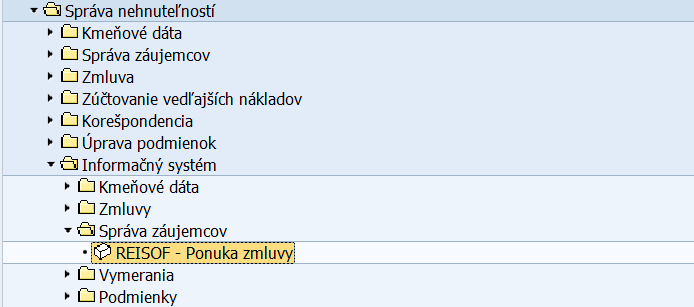 Správa nehnuteľností
Kmeňové dáta
Správa záujemcov
Zmluva
Zúčtovanie vedľajších nákladov
Korešpondencia
Úprava podmienok
Informačný systém
Kmeňové dáta
Zmluvy
Správa záujemcov
REISOF - Ponuka zmluvy
Vymerania
Podmienky